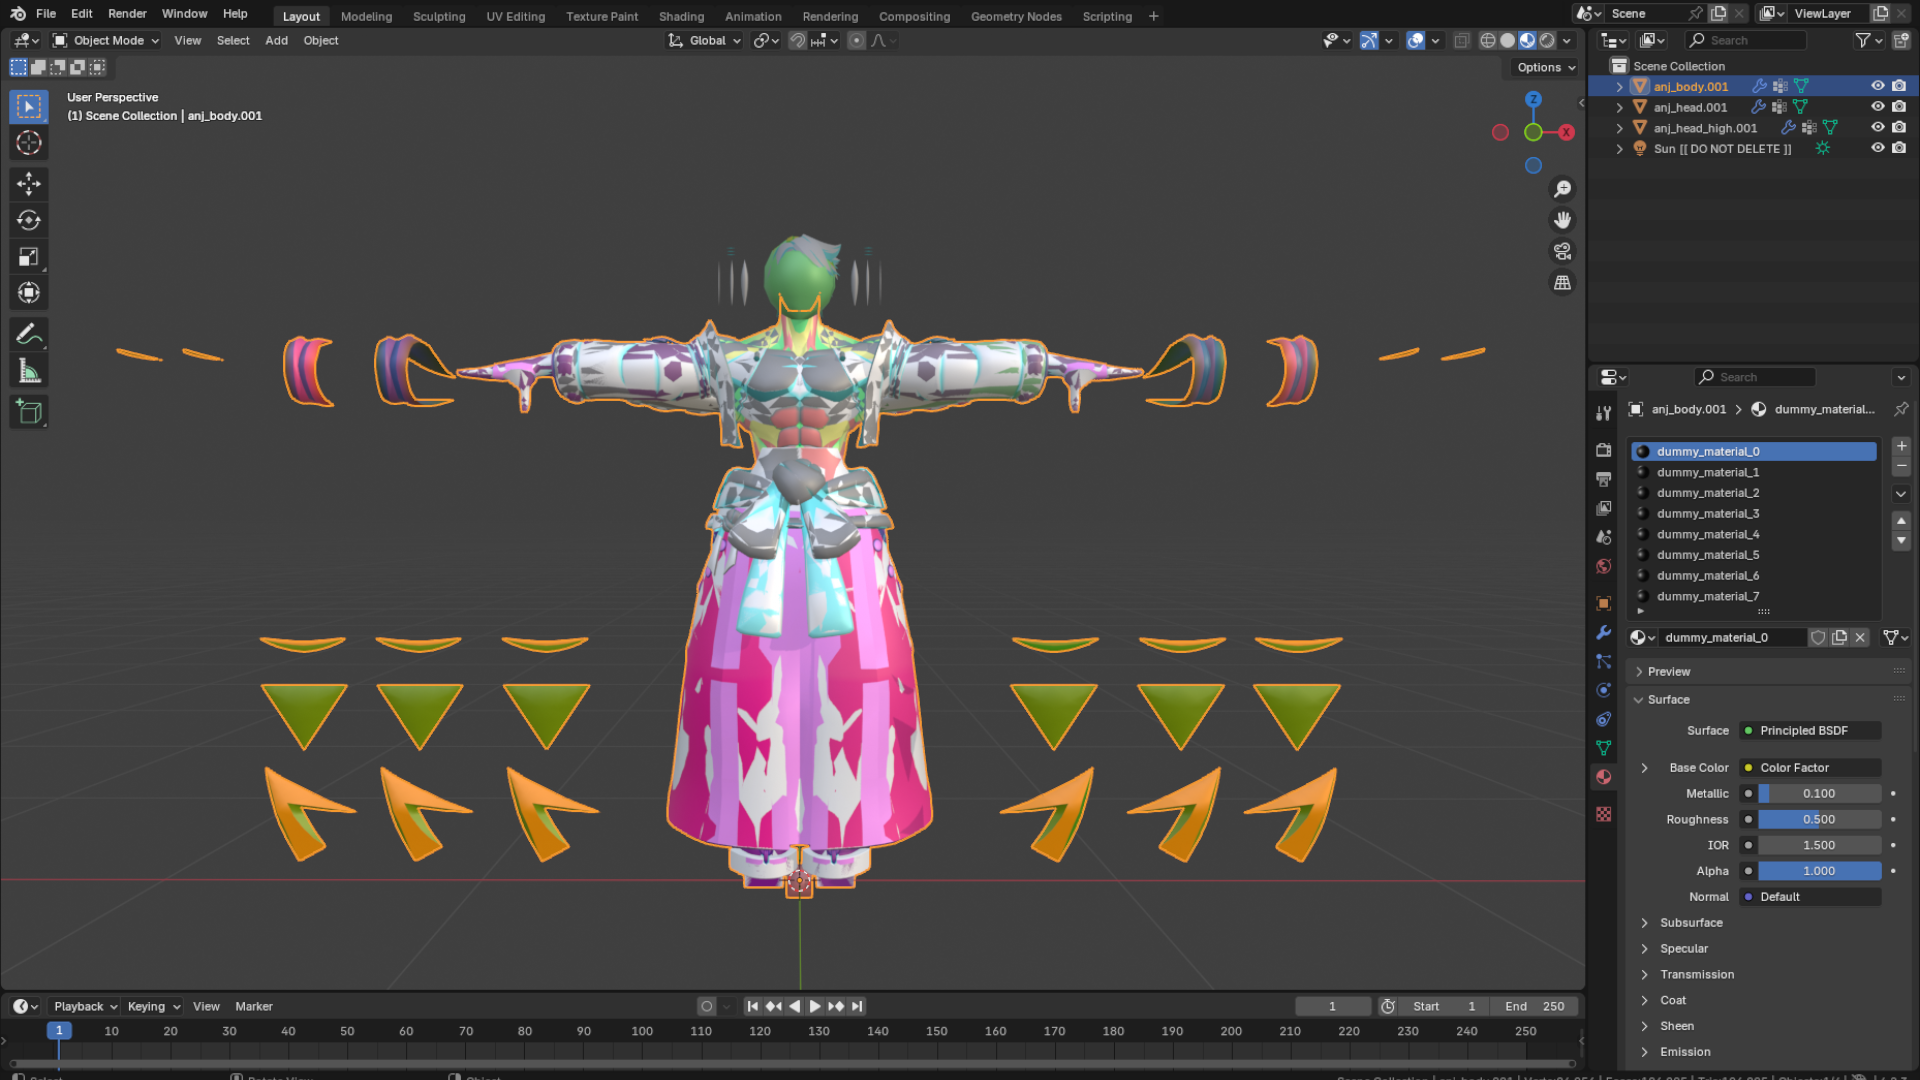 File Edit Render Window Help Layout Modeling Sculpting UV Editing Texture Paint Shading Animation Rendering Compositing Geometry Nodes Scripting + Scene ViewLayer
Object Mode View Select Add Object Global Search
Options
User Perspective
(1) Scene Collection | anj_body.001
Z
X
Scene Collection
anj_body.001
anj_head.001
anj_head_high.001
Sun [[ DO NOT DELETE ]]
Search
anj_body.001 dummy_material...
dummy_material_0
dummy_material_1
dummy_material_2
dummy_material_3
dummy_material_4
dummy_material_5
dummy_material_6
dummy_material_7
dummy_material_0
Preview
Surface
Surface Principled BSDF
Base Color Color Factor
Metallic 0.100
Roughness 0.500
IOR 1.500
Alpha 1.000
Normal Default
Subsurface
Specular
Transmission
Coat
Sheen
Emission
Playback Keying View Marker 1 Start 1 End 250
1 10 20 30 40 50 60 70 80 90 100 110 120 130 140 150 160 170 180 190 200 210 220 230 240 250